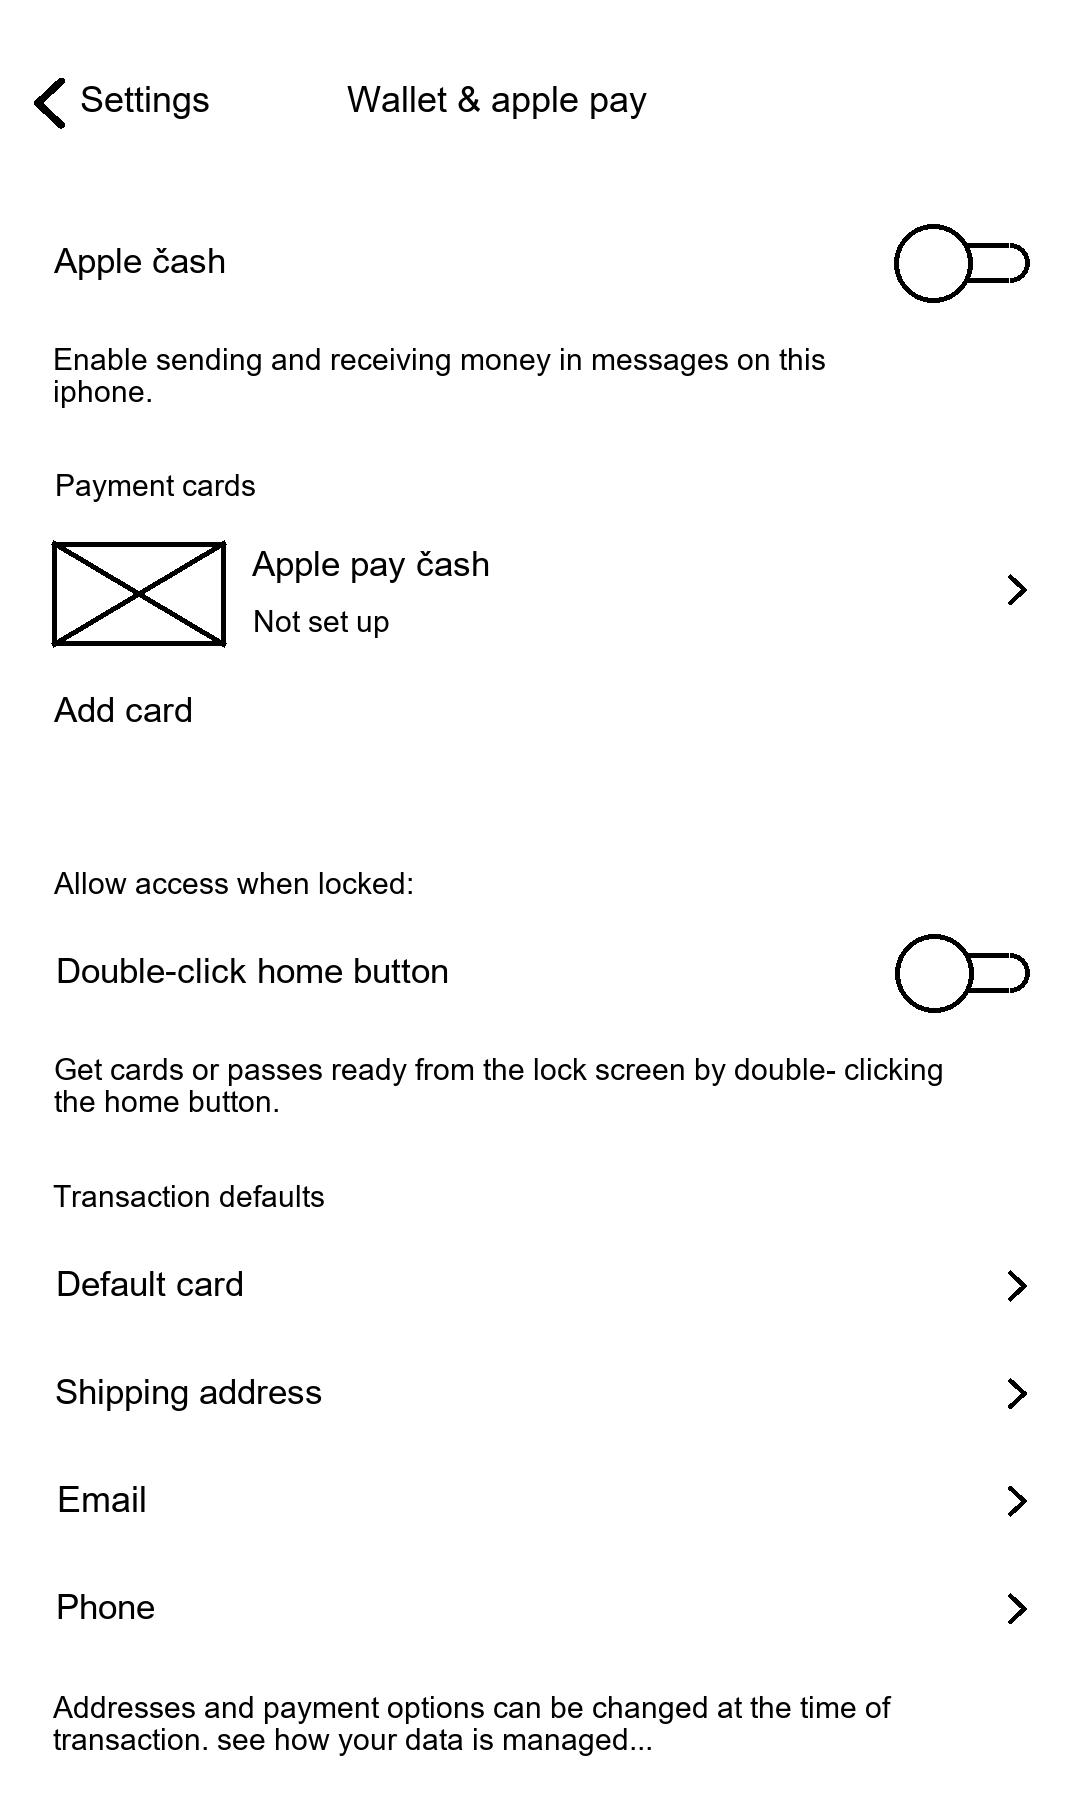 Settings
Wallet & apple pay
Apple čash
Enable sending and receiving money in messages on this
iphone.
Payment cards
Apple pay čash
Not set up
Add card
Allow access when locked:
Double-click home button
Get cards or passes ready from the lock screen by double- clicking
the home button.
Transaction defaults
Default card
Shipping address
Email
Phone
Addresses and payment options can be changed at the time of
transaction. see how your data is managed...